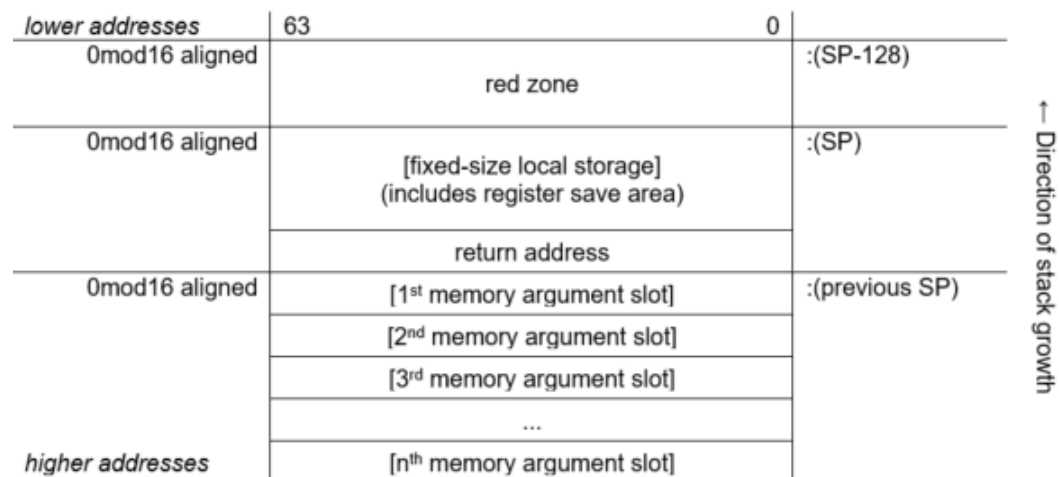 lower addresses 63 0
0mod16 aligned :(SP-128)
red zone
0mod16 aligned :(SP)
[fixed-size local storage]
(includes register save area)
return address
0mod16 aligned [1st memory argument slot] :(previous SP)
[2nd memory argument slot]
[3rd memory argument slot]
...
higher addresses [nth memory argument slot]
← Direction of stack growth